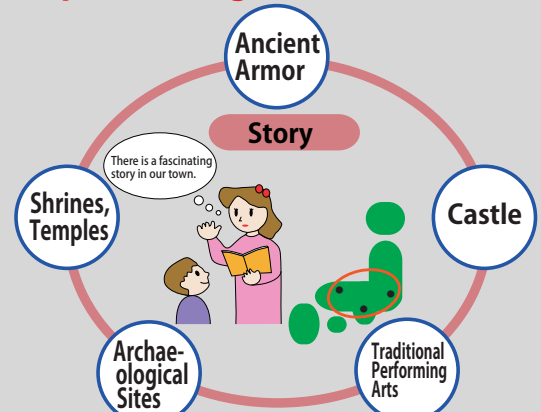 Ancient
Armor
Story
There is a fascinating
story in our town.
Shrines,
Temples
Castle
Archae-
ological
Sites
Traditional
Performing
Arts